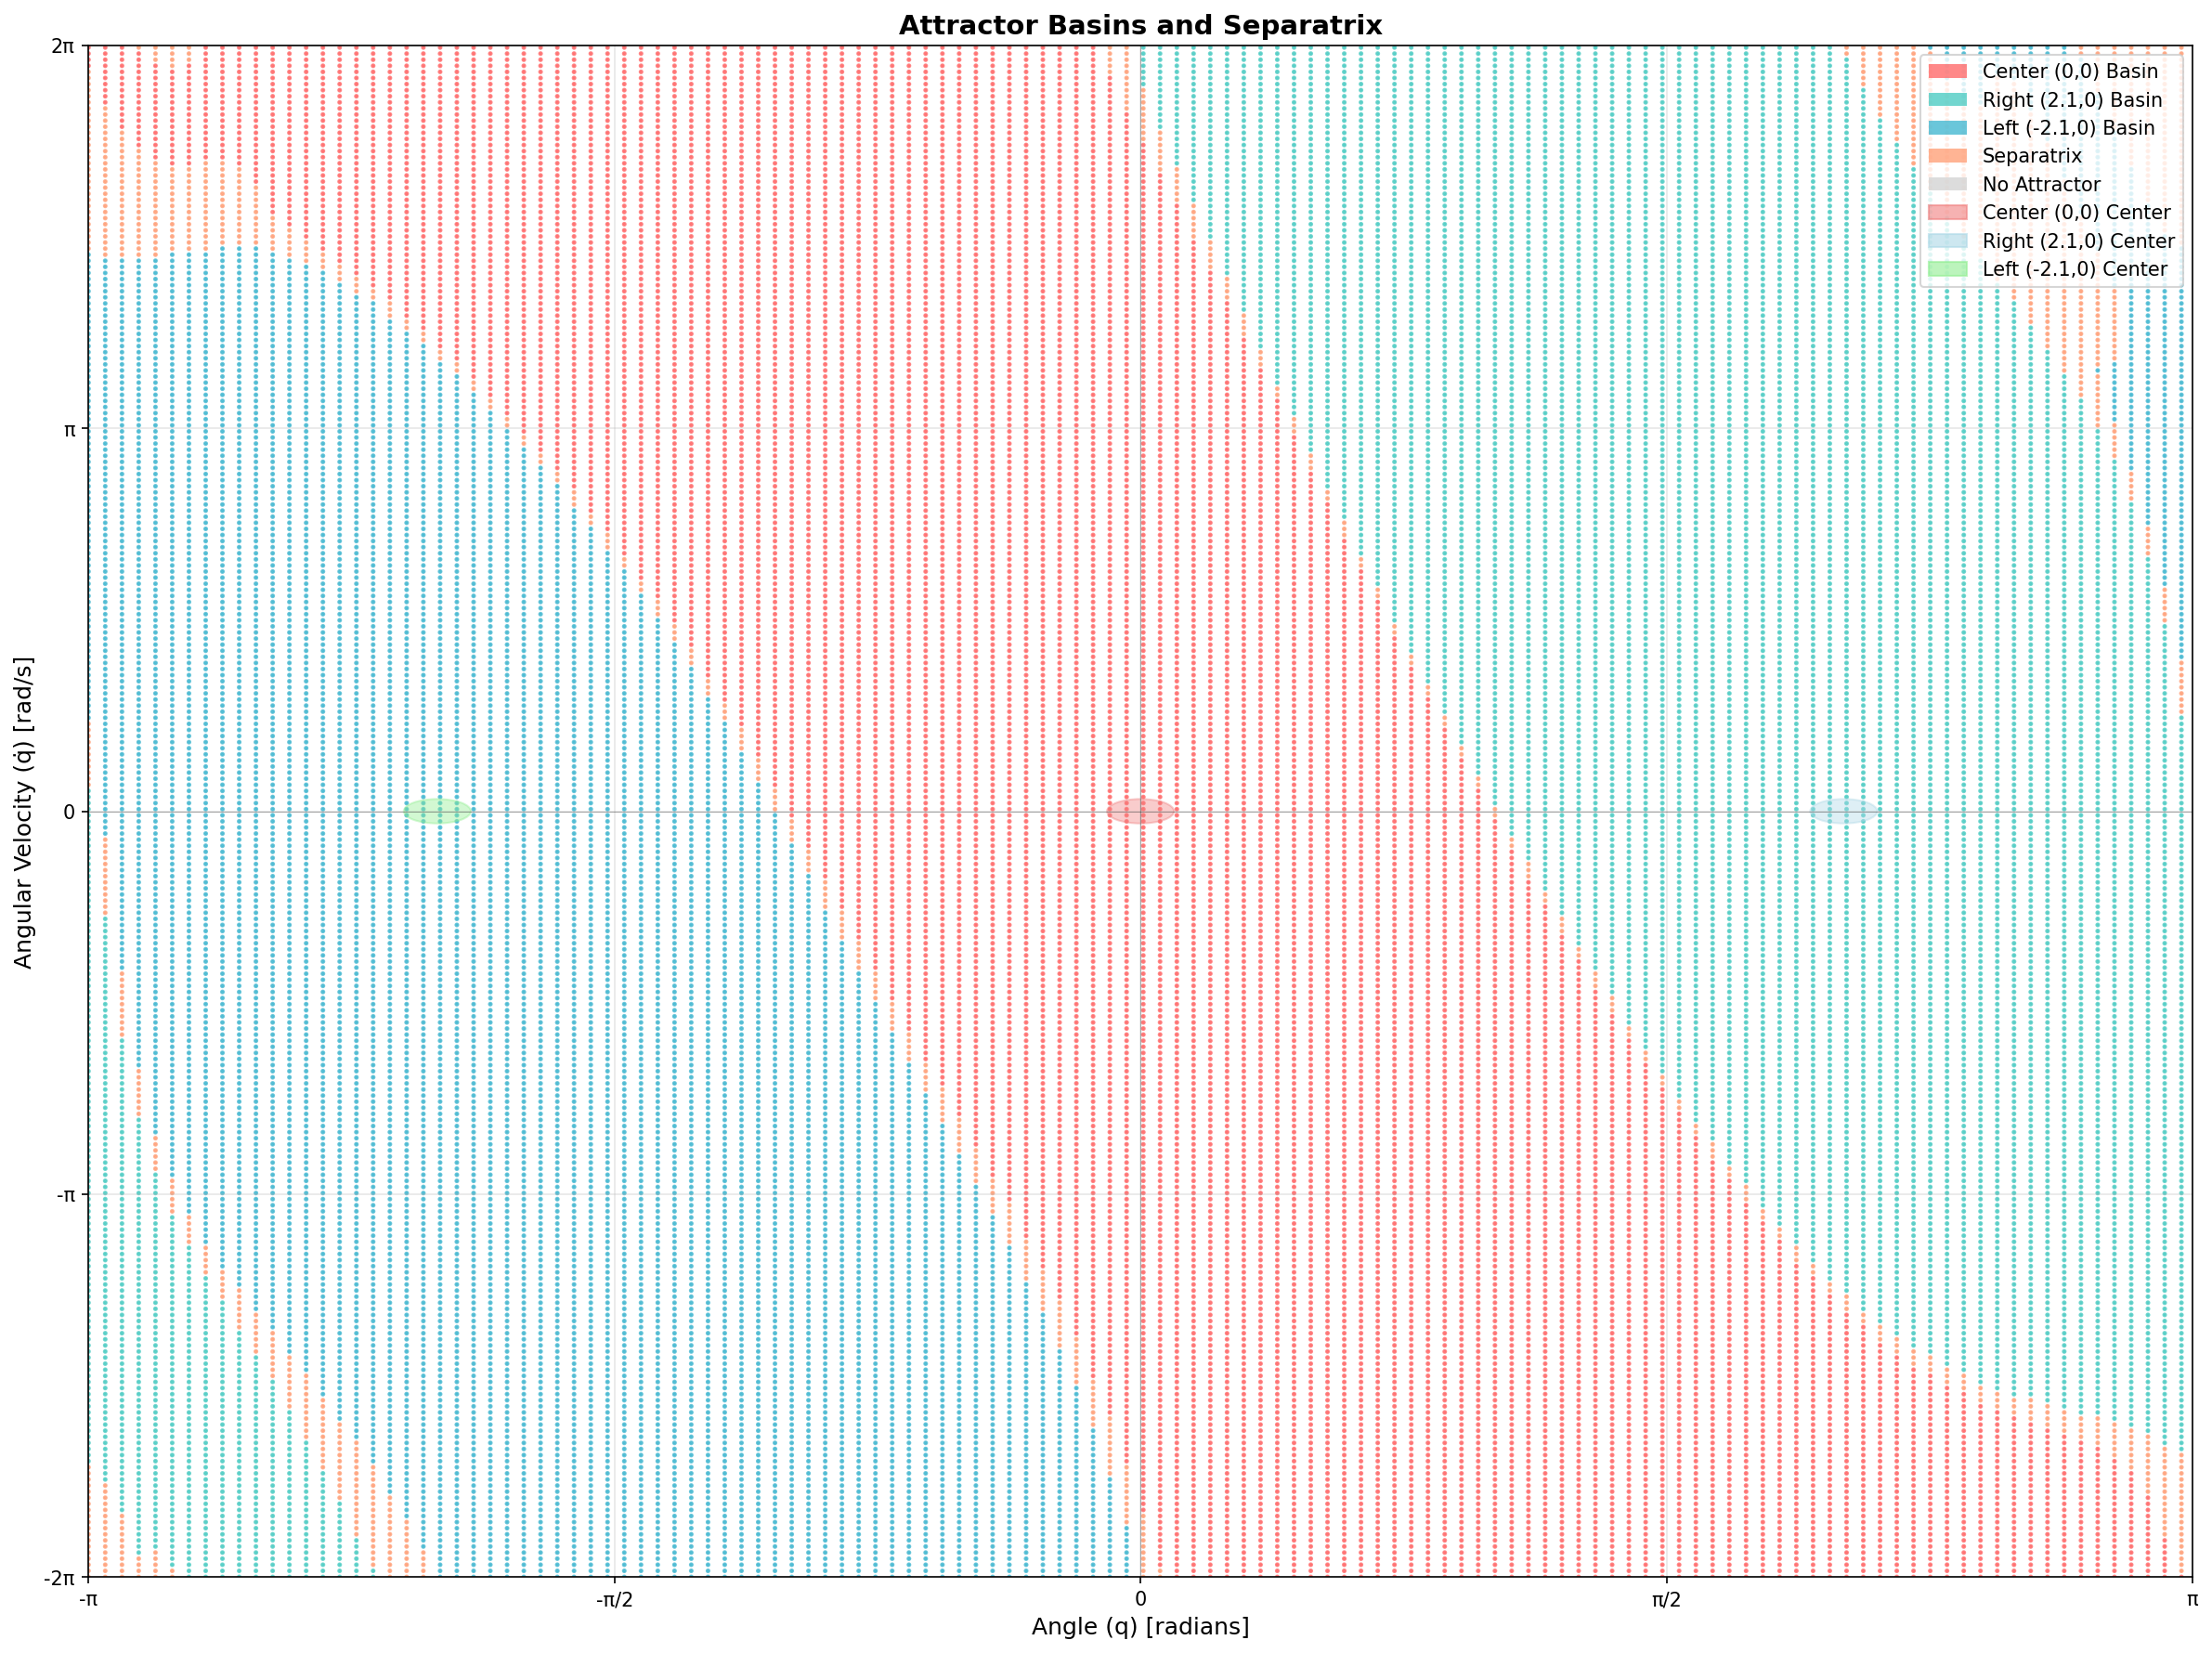 Attractor Basins and Separatrix
2π
π
0
-π
-2π
Angular Velocity (q̇) [rad/s]
Center (0,0) Basin
Right (2.1,0) Basin
Left (-2.1,0) Basin
Separatrix
No Attractor
Center (0,0) Center
Right (2.1,0) Center
Left (-2.1,0) Center
-π
-π/2
0
π/2
π
Angle (q) [radians]